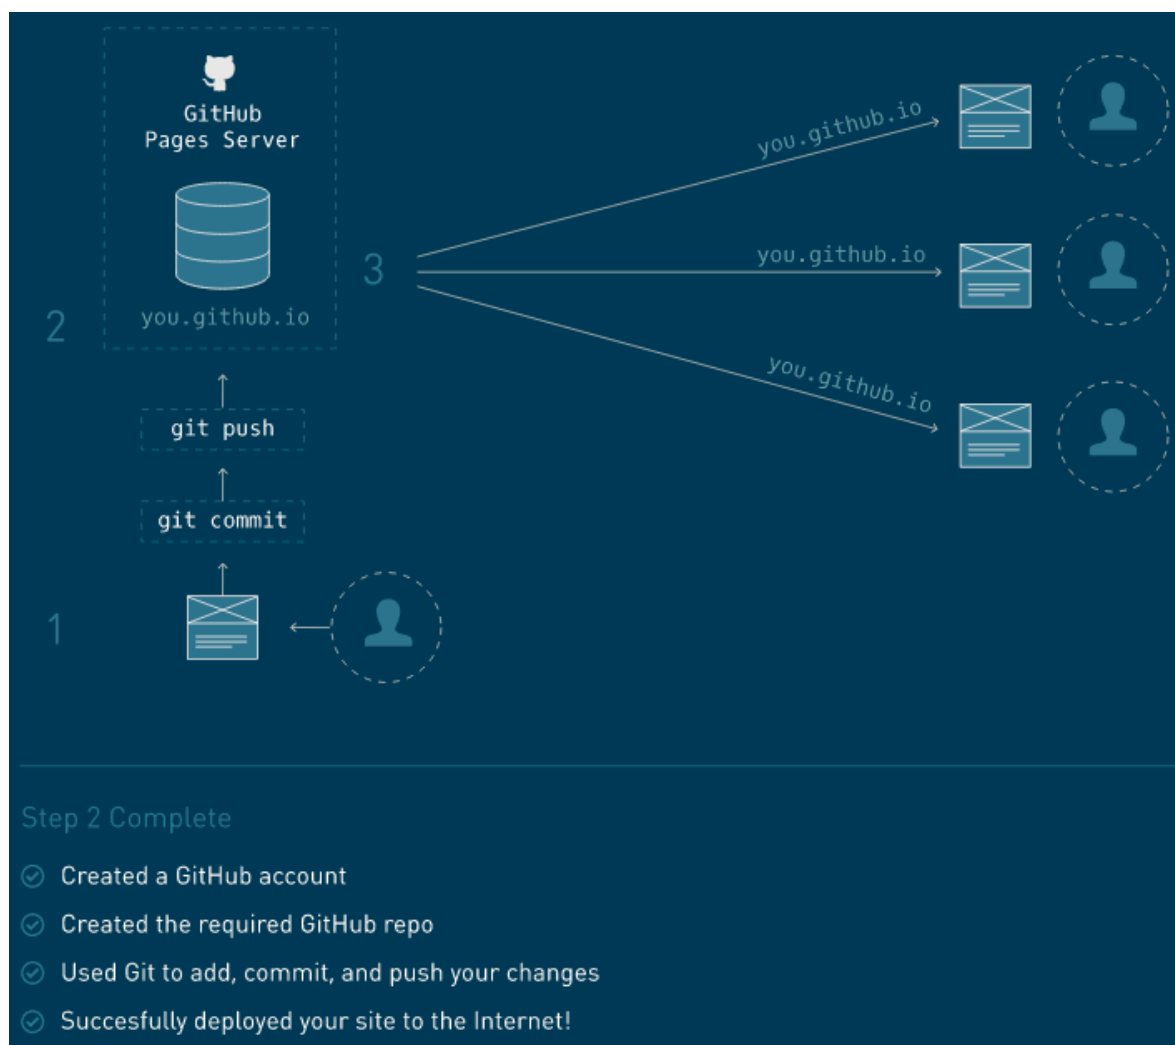 GitHub
Pages Server
you.github.io
2
git push
git commit
1
3
you.github.io
you.github.io
you.github.io
Step 2 Complete
Created a GitHub account
Created the required GitHub repo
Used Git to add, commit, and push your changes
Succesfully deployed your site to the Internet!